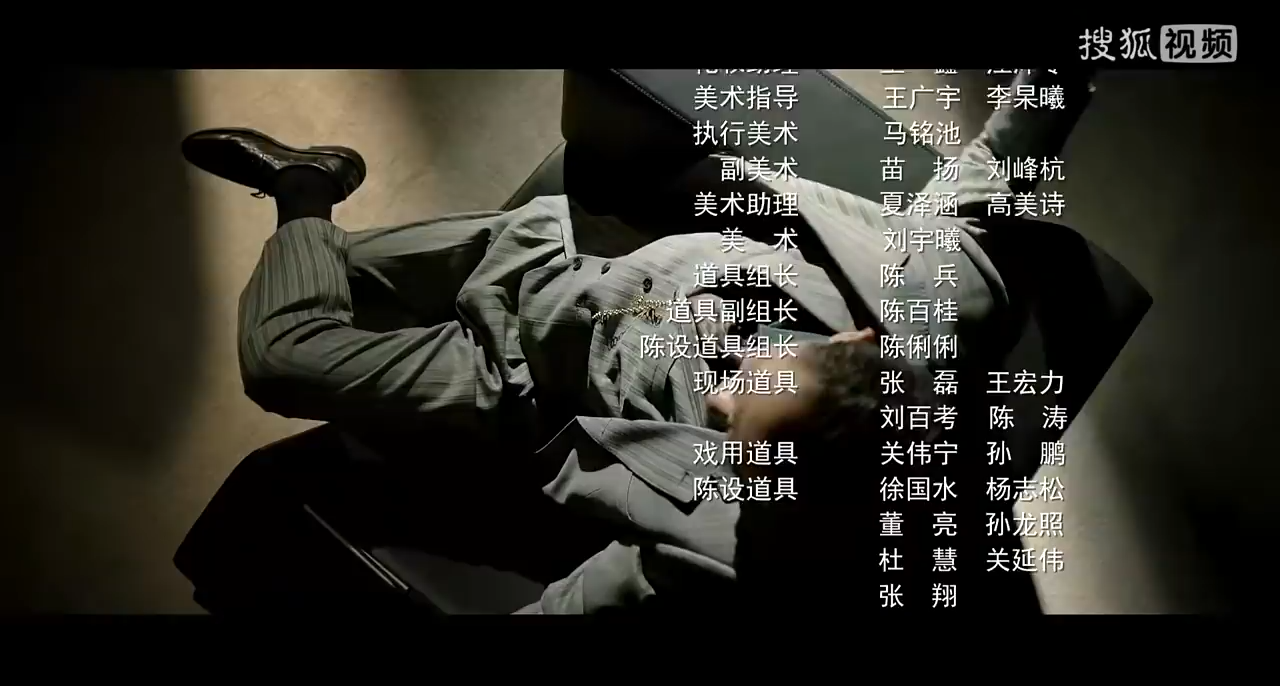 搜狐视频
美术指导 王广宇 李杲曦
执行美术 马铭池
副美术 苗 扬 刘峰杭
美术助理 夏泽涵 高美诗
美 术 刘宇曦
道具组长 陈 兵
道具副组长 陈百桂
陈设道具组长 陈俐俐
现场道具 张 磊 王宏力
刘百考 陈 涛
戏用道具 关伟宁 孙 鹏
陈设道具 徐国水 杨志松
董 亮 孙龙照
杜 慧 关延伟
张 翔